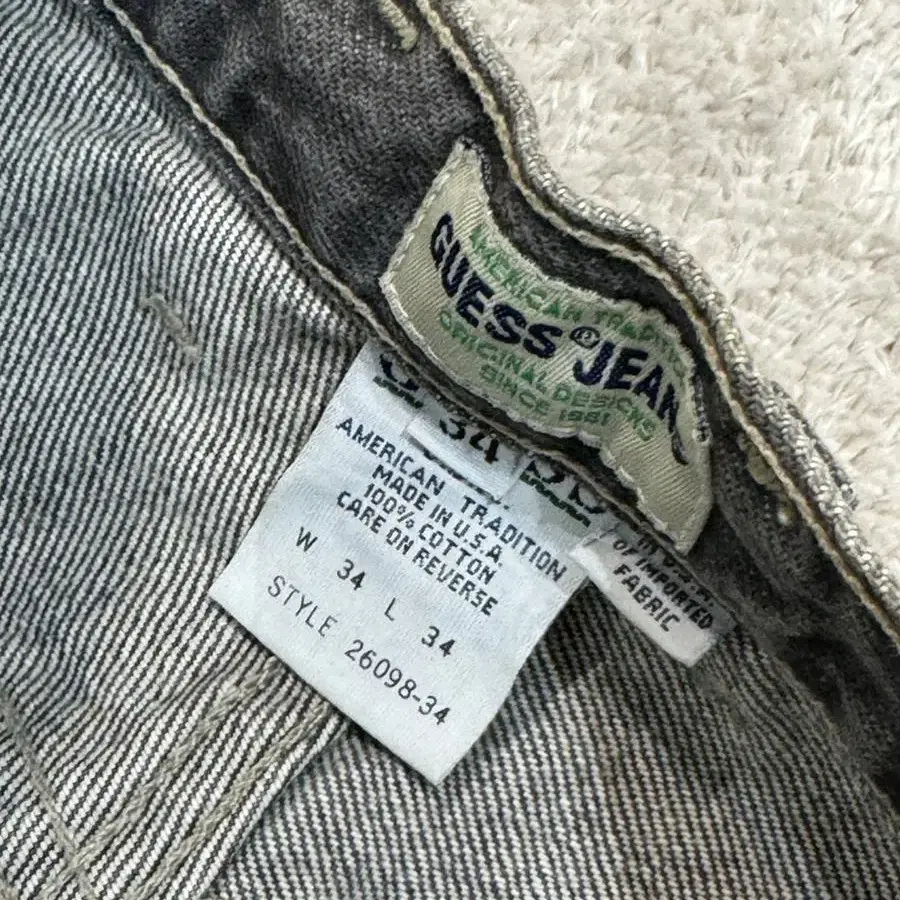 AMERICAN TRADITION
GUESS® JEANS
ORIGINAL DESIGNS
SINCE 1981
34
AMERICAN TRADITION
MADE IN U.S.A.
100% COTTON
CARE ON REVERSE
W 34 L 34
STYLE 26098-34
OF IMPORTED
FABRIC